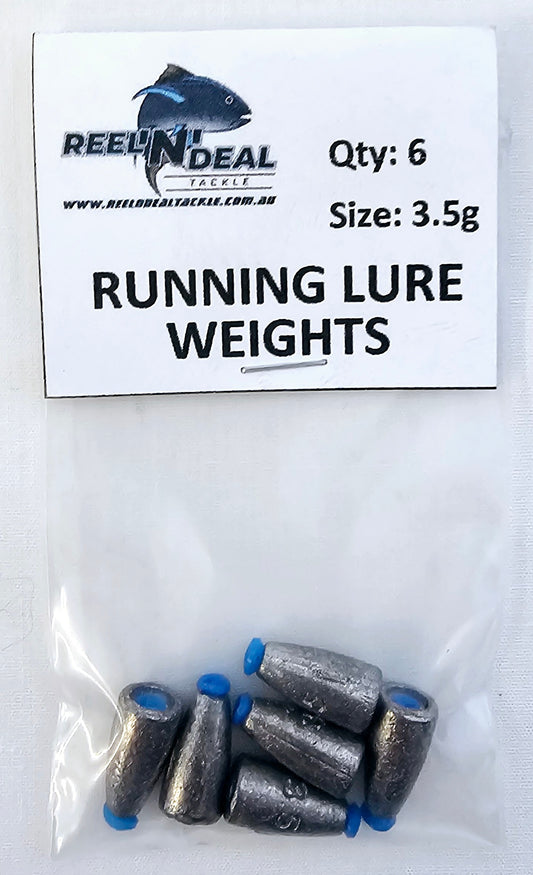 REEL 'N' DEAL
TACKLE
WWW.REELNDEALTACKLE.COM.AU
Qty: 6
Size: 3.5g
RUNNING LURE
WEIGHTS